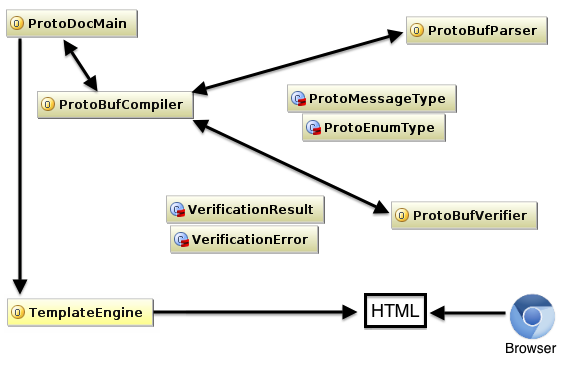 ProtoDocMain
ProtoBufParser
ProtoBufCompiler
ProtoMessageType
ProtoEnumType
VerificationResult
ProtoBufVerifier
VerificationError
TemplateEngine
HTML
Browser